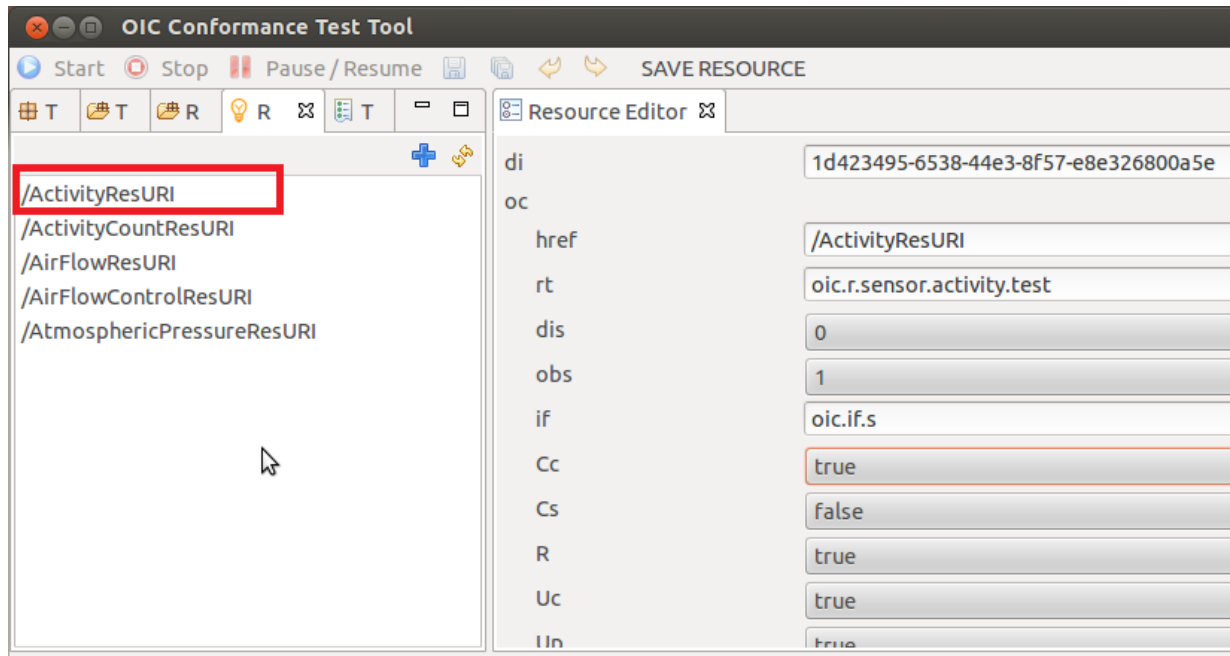 OIC Conformance Test Tool
Start Stop Pause / Resume SAVE RESOURCE
T T R R T
Resource Editor
/ActivityResURI
/ActivityCountResURI
/AirFlowResURI
/AirFlowControlResURI
/AtmosphericPressureResURI
di 1d423495-6538-44e3-8f57-e8e326800a5e
oc
href /ActivityResURI
rt oic.r.sensor.activity.test
dis 0
obs 1
if oic.if.s
Cc true
Cs false
R true
Uc true
Up true